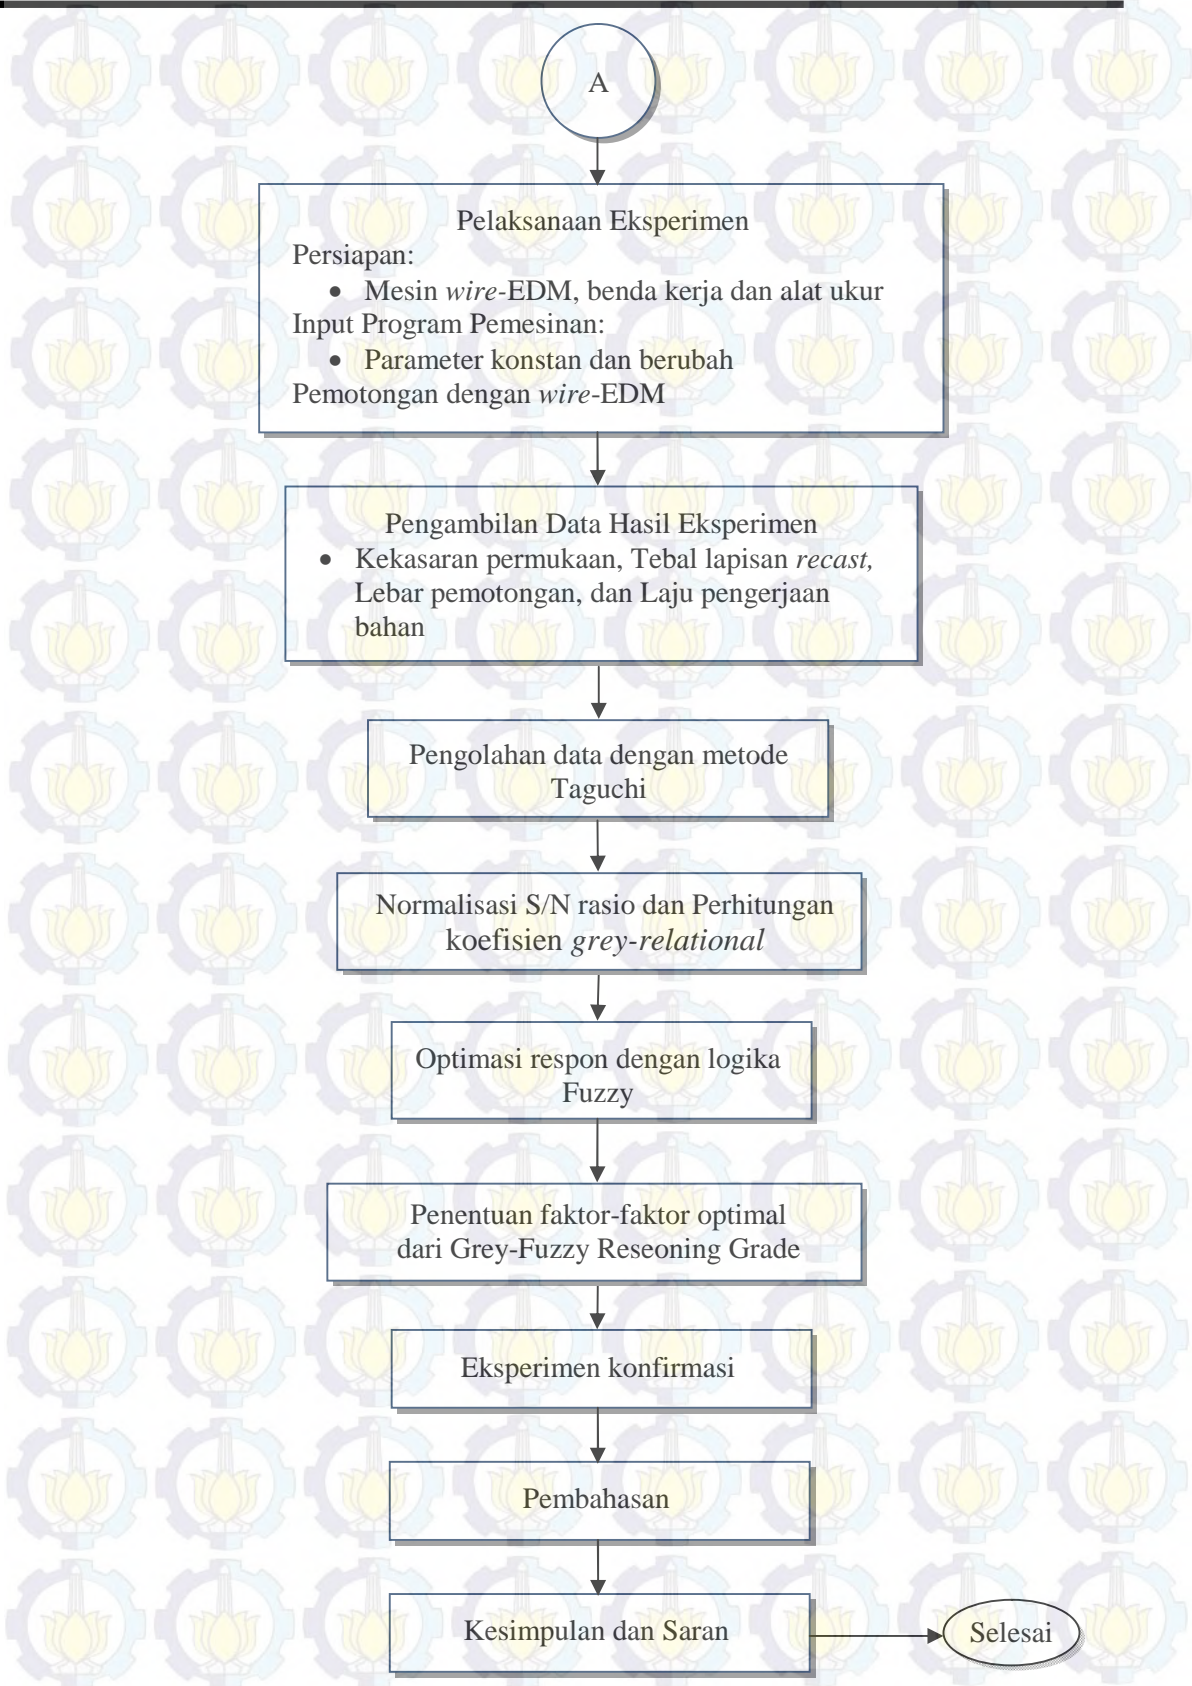 A
Pelaksanaan Eksperimen
Persiapan:
• Mesin wire-EDM, benda kerja dan alat ukur
Input Program Pemesinan:
• Parameter konstan dan berubah
Pemotongan dengan wire-EDM
Pengambilan Data Hasil Eksperimen
• Kekasaran permukaan, Tebal lapisan recast,
Lebar pemotongan, dan Laju pengerjaan
bahan
Pengolahan data dengan metode
Taguchi
Normalisasi S/N rasio dan Perhitungan
koefisien grey-relational
Optimasi respon dengan logika
Fuzzy
Penentuan faktor-faktor optimal
dari Grey-Fuzzy Reseoning Grade
Eksperimen konfirmasi
Pembahasan
Kesimpulan dan Saran
Selesai